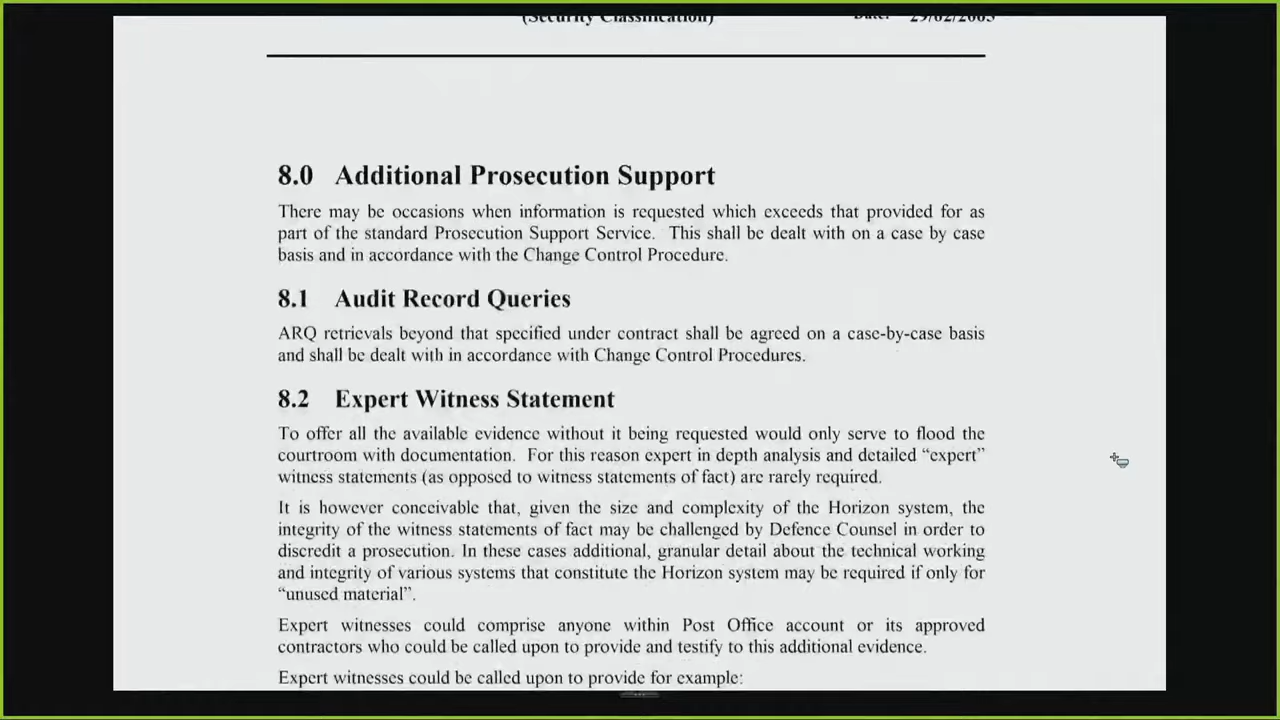 (Security Classification) Date: 29/02/2005
8.0 Additional Prosecution Support
There may be occasions when information is requested which exceeds that provided for as
part of the standard Prosecution Support Service. This shall be dealt with on a case by case
basis and in accordance with the Change Control Procedure.
8.1 Audit Record Queries
ARQ retrievals beyond that specified under contract shall be agreed on a case-by-case basis
and shall be dealt with in accordance with Change Control Procedures.
8.2 Expert Witness Statement
To offer all the available evidence without it being requested would only serve to flood the
courtroom with documentation. For this reason expert in depth analysis and detailed “expert”
witness statements (as opposed to witness statements of fact) are rarely required.
It is however conceivable that, given the size and complexity of the Horizon system, the
integrity of the witness statements of fact may be challenged by Defence Counsel in order to
discredit a prosecution. In these cases additional, granular detail about the technical working
and integrity of various systems that constitute the Horizon system may be required if only for
“unused material”.
Expert witnesses could comprise anyone within Post Office account or its approved
contractors who could be called upon to provide and testify to this additional evidence.
Expert witnesses could be called upon to provide for example: